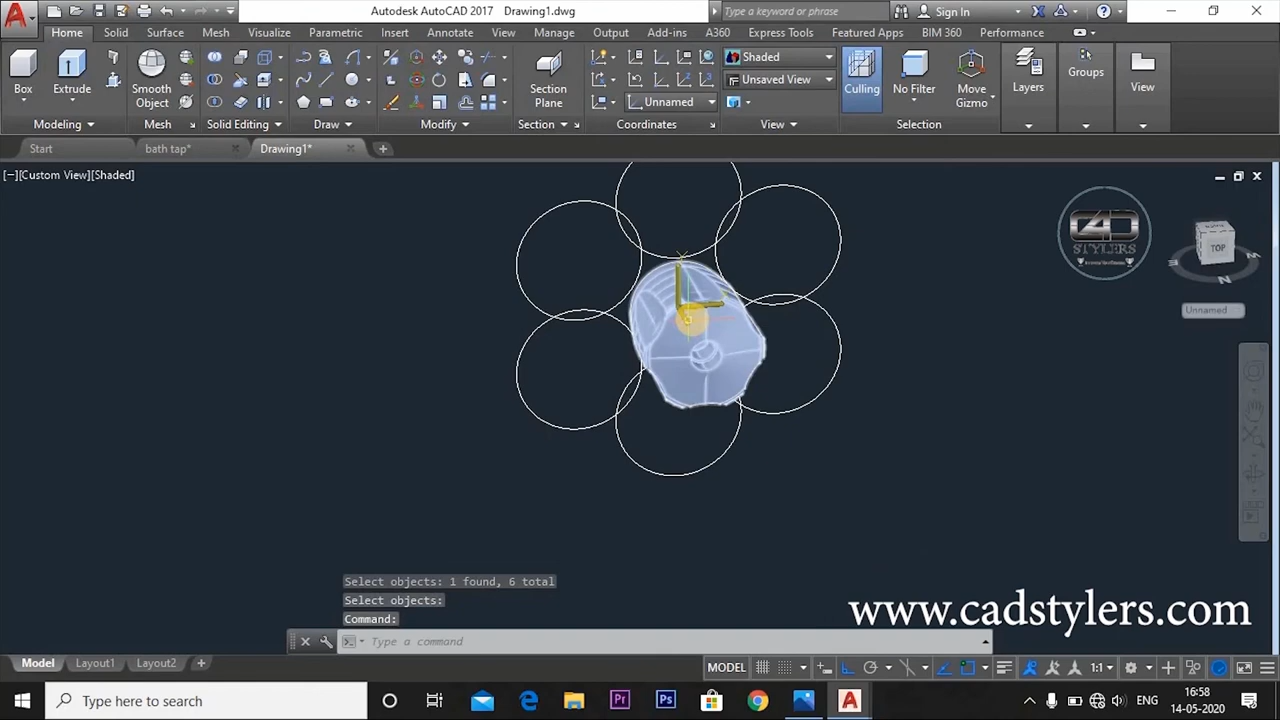 Autodesk AutoCAD 2017 Drawing1.dwg
Type a keyword or phrase
Sign In
Home Solid Surface Mesh Visualize Parametric Insert Annotate View Manage Output Add-ins A360 Express Tools Featured Apps BIM 360 Performance
Box
Extrude
Smooth Object
Section Plane
Shaded
Unsaved View
Unnamed
Culling
No Filter
Move Gizmo
Layers
Groups
View
Modeling
Mesh
Solid Editing
Draw
Modify
Section
Coordinates
View
Selection
Start
bath tap*
Drawing1*
[−][Custom View][Shaded]
C4D
STYLERS
TOP
N
Unnamed
Select objects: 1 found, 6 total
Select objects:
Command:
Type a command
www.cadstylers.com
Model Layout1 Layout2
MODEL
1:1
Type here to search
Pr
Ps
ENG
16:58
14-05-2020